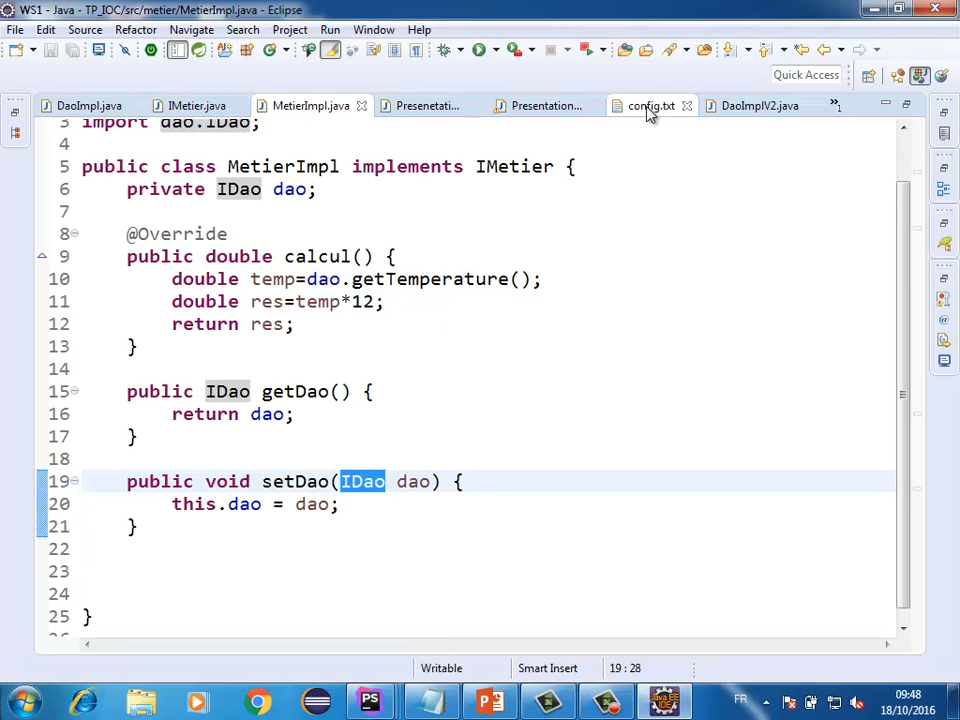 WS1 - Java - TP_IOC/src/metier/MetierImpl.java - Eclipse
File Edit Source Refactor Navigate Search Project Run Window Help
Quick Access
DaoImpl.java IMetier.java MetierImpl.java Presenetati... Presentation... config.txt DaoImplV2.java »1
3 import dao.IDao;
4
5 public class MetierImpl implements IMetier {
6 private IDao dao;
7
8 @Override
9 public double calcul() {
10 double temp=dao.getTemperature();
11 double res=temp*12;
12 return res;
13 }
14
15 public IDao getDao() {
16 return dao;
17 }
18
19 public void setDao(IDao dao) {
20 this.dao = dao;
21 }
22
23
24
25 }
26
Writable Smart Insert 19 : 28
FR 09:48
18/10/2016